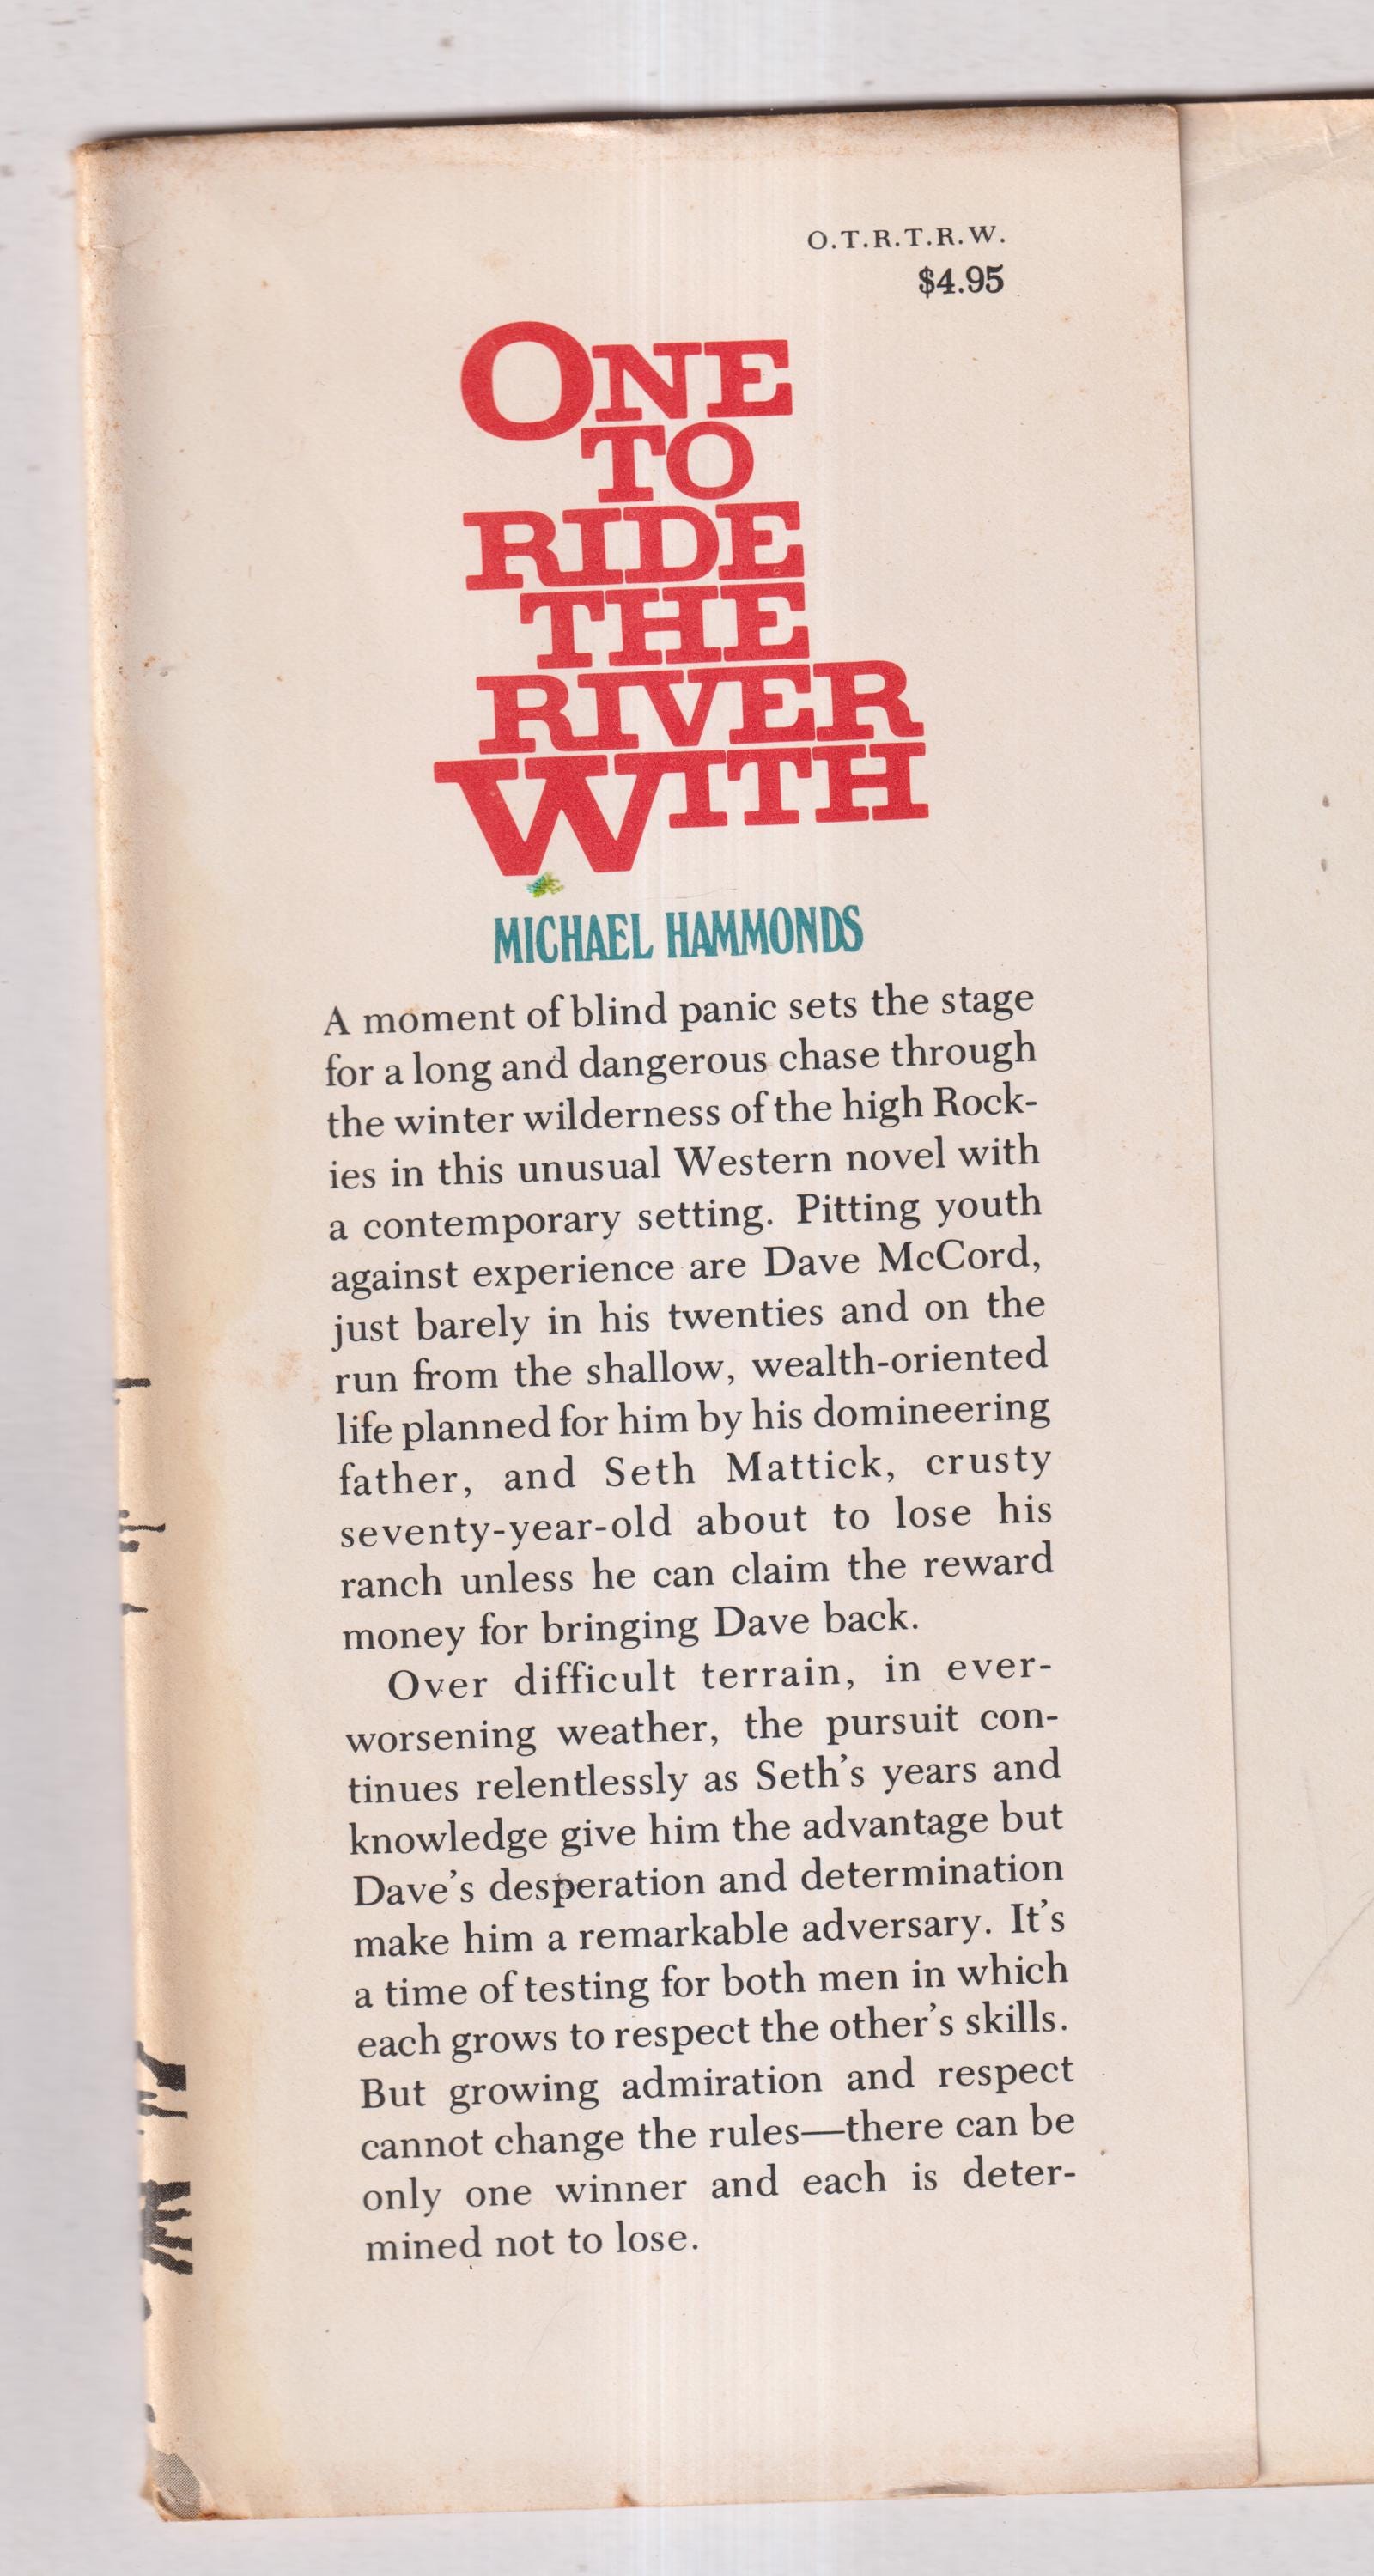 O.T.R.T.R.W.
$4.95
ONE
TO
RIDE
THE
RIVER
WITH
MICHAEL HAMMONDS
A moment of blind panic sets the stage
for a long and dangerous chase through
the winter wilderness of the high Rock-
ies in this unusual Western novel with
a contemporary setting. Pitting youth
against experience are Dave McCord,
just barely in his twenties and on the
run from the shallow, wealth-oriented
life planned for him by his domineering
father, and Seth Mattick, crusty
seventy-year-old about to lose his
ranch unless he can claim the reward
money for bringing Dave back.
Over difficult terrain, in ever-
worsening weather, the pursuit con-
tinues relentlessly as Seth's years and
knowledge give him the advantage but
Dave's desperation and determination
make him a remarkable adversary. It's
a time of testing for both men in which
each grows to respect the other's skills.
But growing admiration and respect
cannot change the rules—there can be
only one winner and each is deter-
mined not to lose.